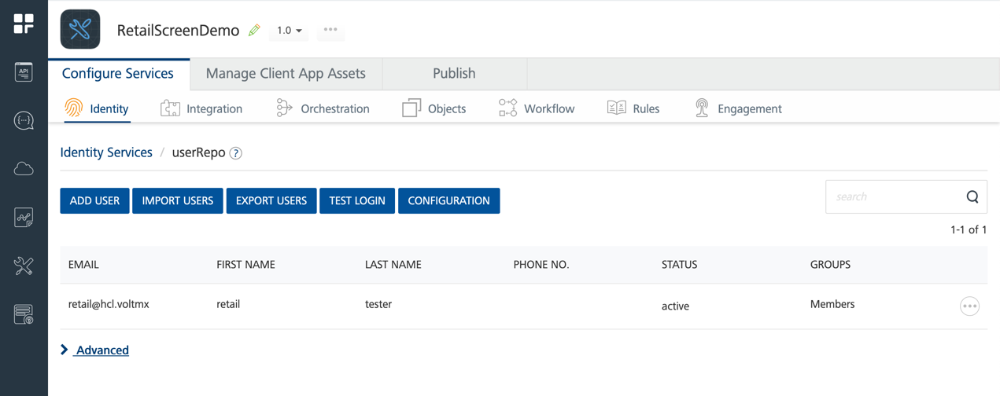 RetailScreenDemo 1.0
API
Configure Services Manage Client App Assets Publish
Identity Integration Orchestration Objects Workflow Rules Engagement
Identity Services / userRepo ?
ADD USER IMPORT USERS EXPORT USERS TEST LOGIN CONFIGURATION search
1-1 of 1
EMAIL FIRST NAME LAST NAME PHONE NO. STATUS GROUPS
retail@hcl.voltmx retail tester active Members
Advanced